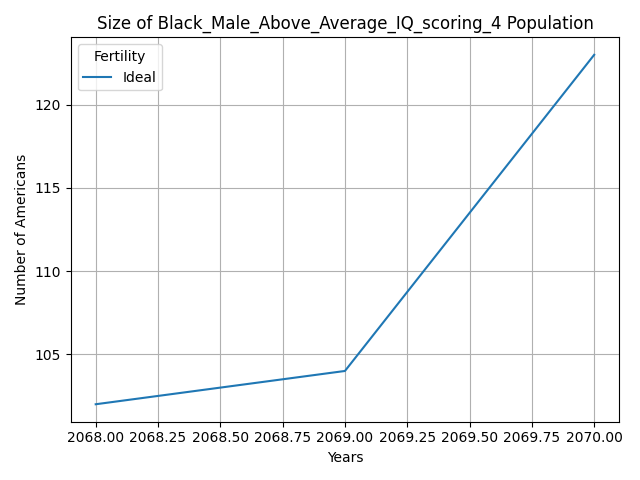 Size of Black_Male_Above_Average_IQ_scoring_4 Population
Fertility
Ideal
Number of Americans
120
115
110
105
2068.00 2068.25 2068.50 2068.75 2069.00 2069.25 2069.50 2069.75 2070.00
Years